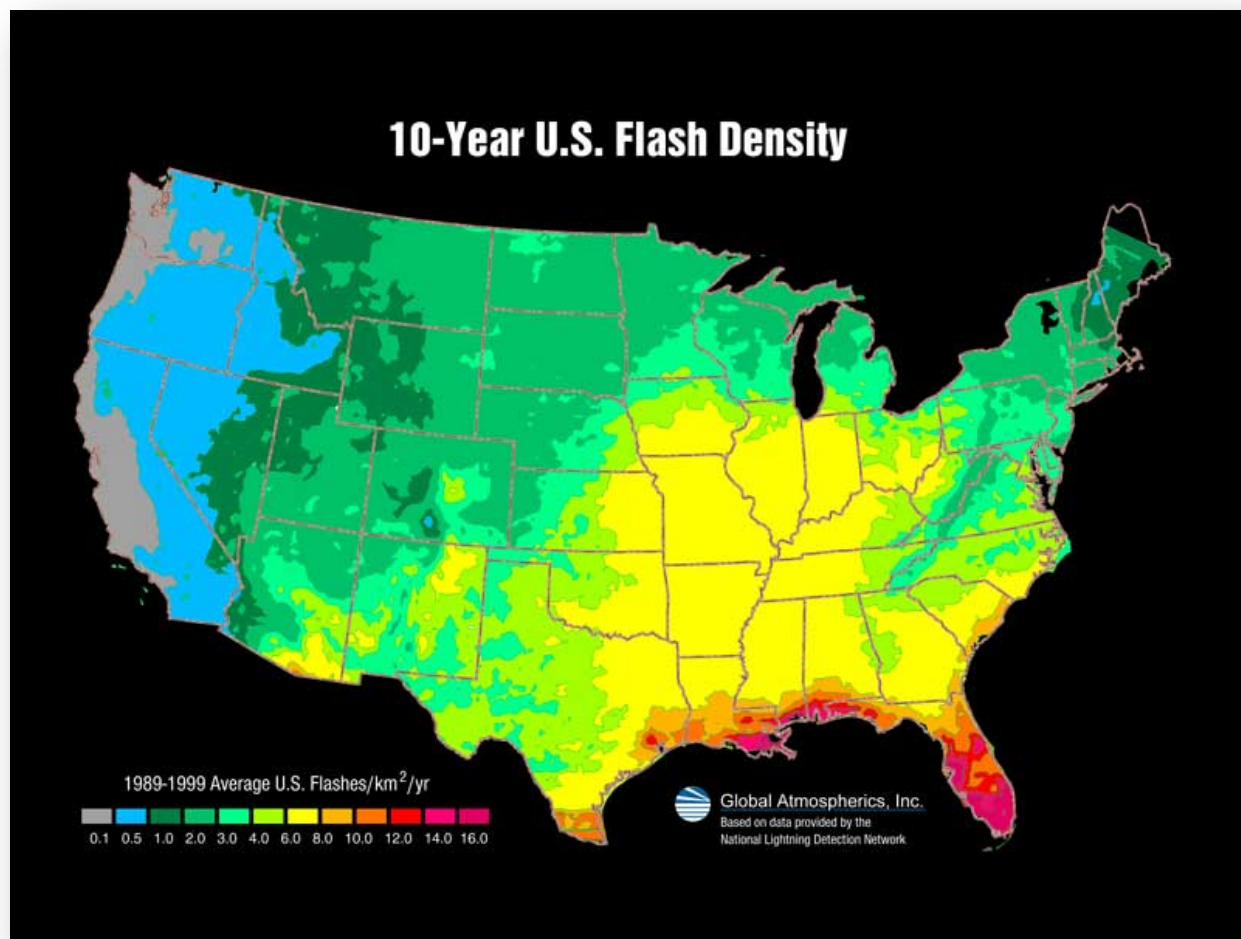 10-Year U.S. Flash Density
1989-1999 Average U.S. Flashes/km²/yr
0.1 0.5 1.0 2.0 3.0 4.0 6.0 8.0 10.0 12.0 14.0 16.0
Global Atmospherics, Inc.
Based on data provided by the
National Lightning Detection Network